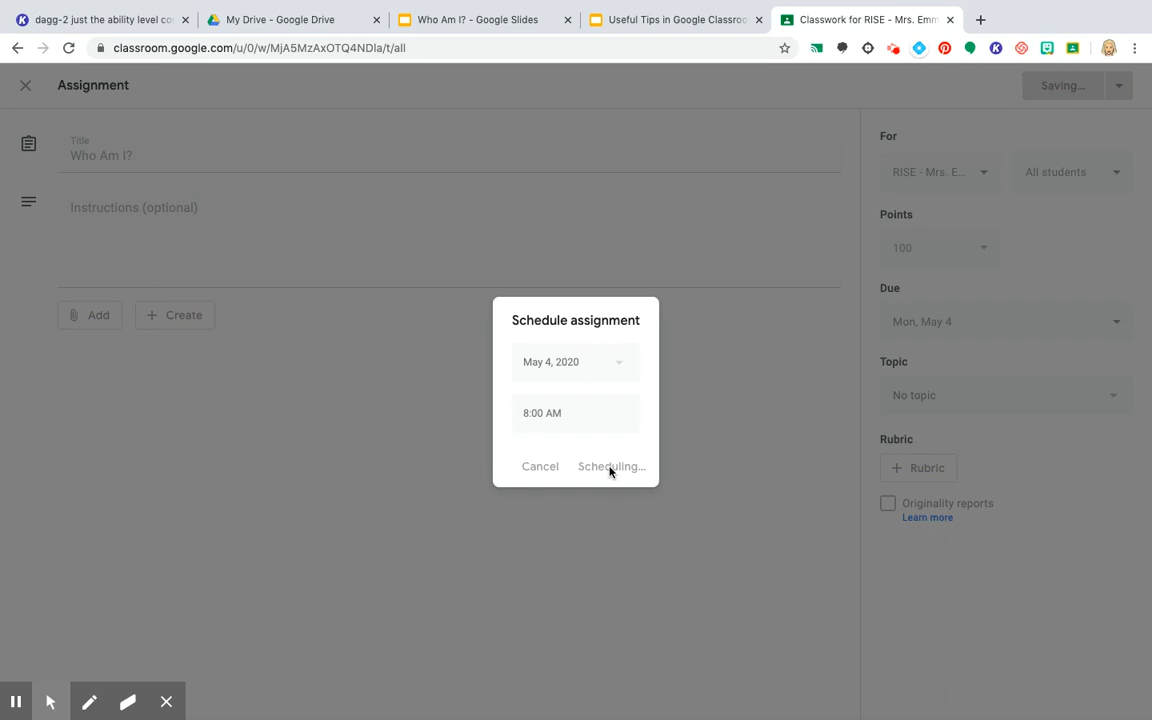 dagg-2 just the ability level co
My Drive - Google Drive
Who Am I? - Google Slides
Useful Tips in Google Classroo
Classwork for RISE - Mrs. Emm
classroom.google.com/u/0/w/MjA5MzAxOTQ4NDla/t/all
Assignment
Saving...
Title
Who Am I?
Instructions (optional)
Add
Create
For
RISE - Mrs. E...
All students
Points
100
Due
Mon, May 4
Topic
No topic
Rubric
Rubric
Originality reports
Learn more
Schedule assignment
May 4, 2020
8:00 AM
Cancel
Scheduling...